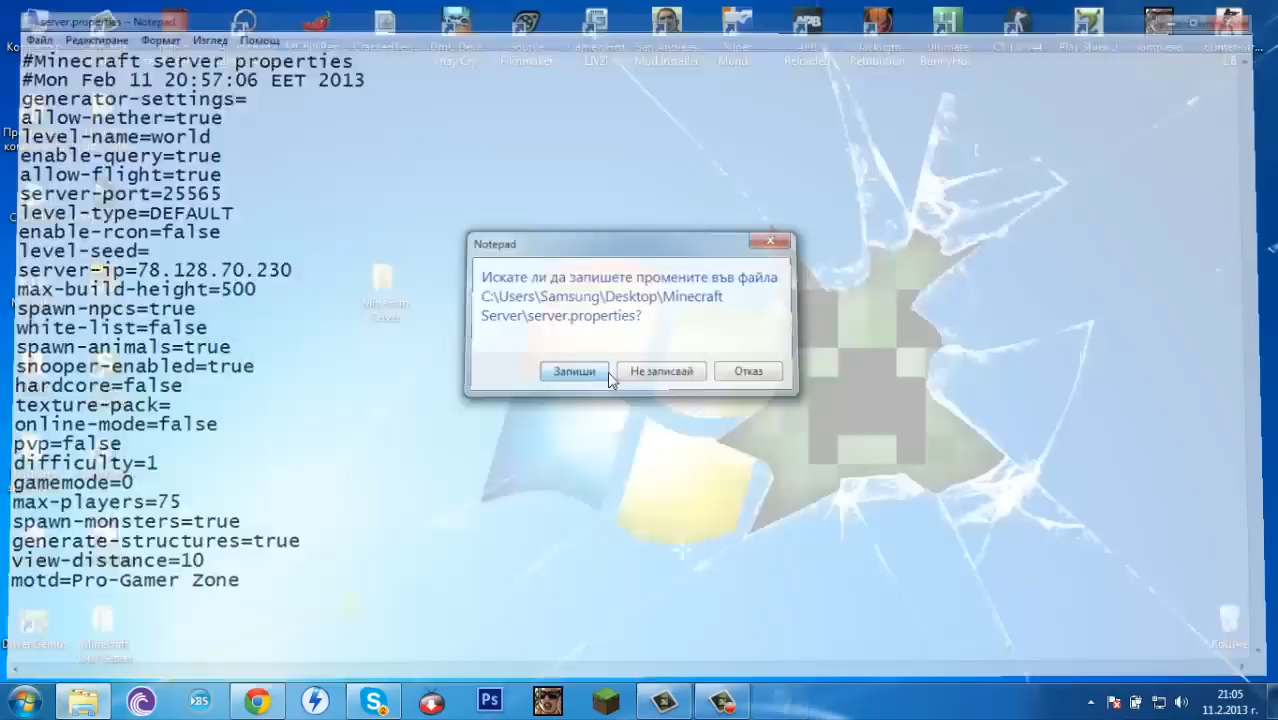 server.properties - Notepad
Файл Редактиране Формат Изглед Помощ
#Minecraft server properties
#Mon Feb 11 20:57:06 EET 2013
generator-settings=
allow-nether=true
level-name=world
enable-query=true
allow-flight=true
server-port=25565
level-type=DEFAULT
enable-rcon=false
level-seed=
server-ip=78.128.70.230
max-build-height=500
spawn-npcs=true
white-list=false
spawn-animals=true
snooper-enabled=true
hardcore=false
texture-pack=
online-mode=false
pvp=false
difficulty=1
gamemode=0
max-players=75
spawn-monsters=true
generate-structures=true
view-distance=10
motd=Pro-Gamer Zone
Notepad
Искате ли да запишете промените във файла
C:\Users\Samsung\Desktop\Minecraft
Server\server.properties?
Запиши Не записвай Отказ
Minecraft
Server
Кошче
Ps
21:05
11.2.2013 г.